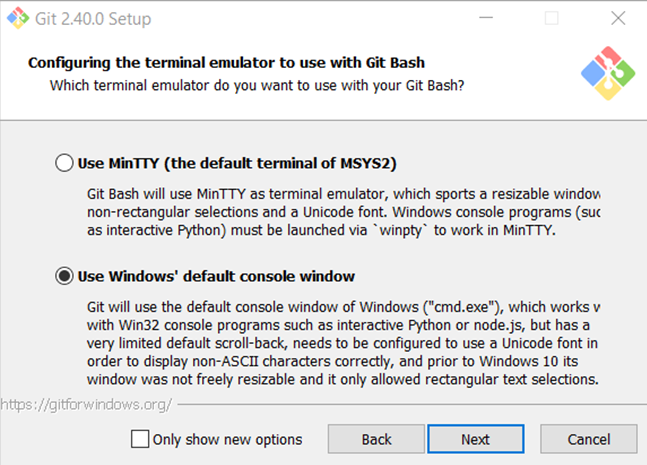 Git 2.40.0 Setup
Configuring the terminal emulator to use with Git Bash
Which terminal emulator do you want to use with your Git Bash?
Use MinTTY (the default terminal of MSYS2)
Git Bash will use MinTTY as terminal emulator, which sports a resizable window
non-rectangular selections and a Unicode font. Windows console programs (suc
as interactive Python) must be launched via `winpty` to work in MinTTY.
Use Windows' default console window
Git will use the default console window of Windows ("cmd.exe"), which works w
with Win32 console programs such as interactive Python or node.js, but has a
very limited default scroll-back, needs to be configured to use a Unicode font in
order to display non-ASCII characters correctly, and prior to Windows 10 its
window was not freely resizable and it only allowed rectangular text selections.
https://gitforwindows.org/
Only show new options
Back
Next
Cancel